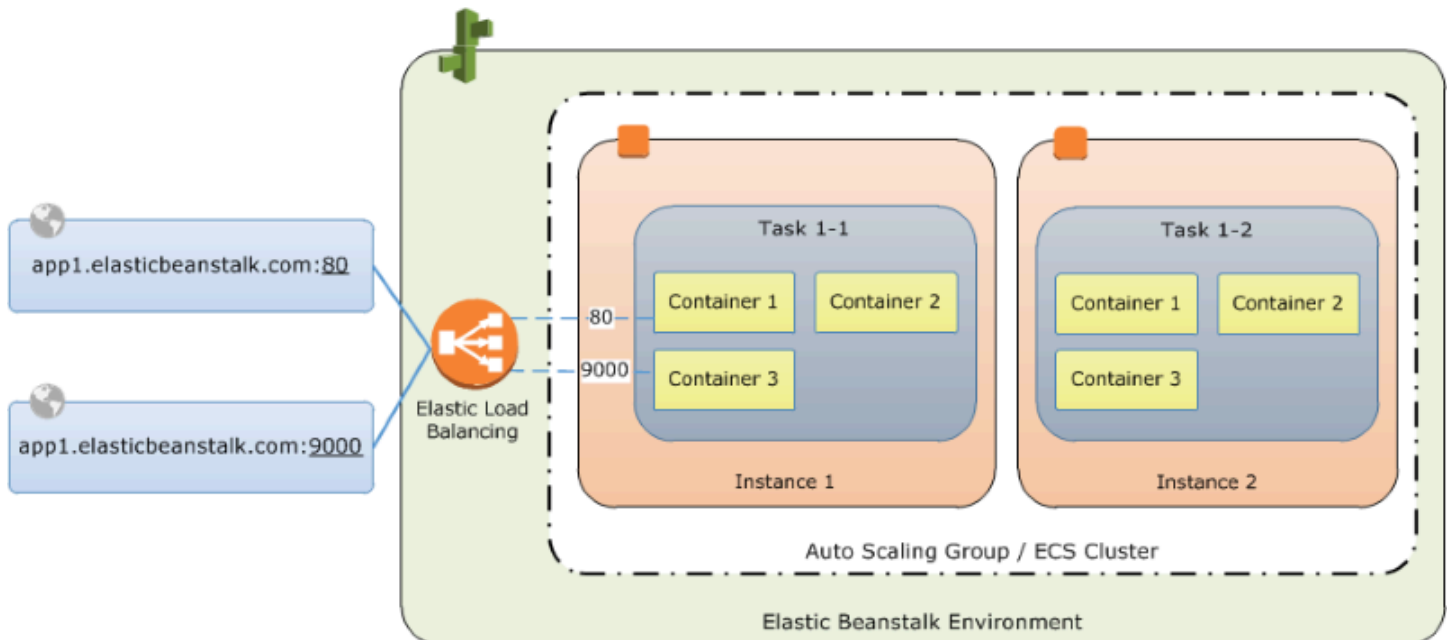 app1.elasticbeanstalk.com:80
app1.elasticbeanstalk.com:9000
Elastic Load
Balancing
80
9000
Task 1-1
Container 1
Container 2
Container 3
Instance 1
Task 1-2
Container 1
Container 2
Container 3
Instance 2
Auto Scaling Group / ECS Cluster
Elastic Beanstalk Environment